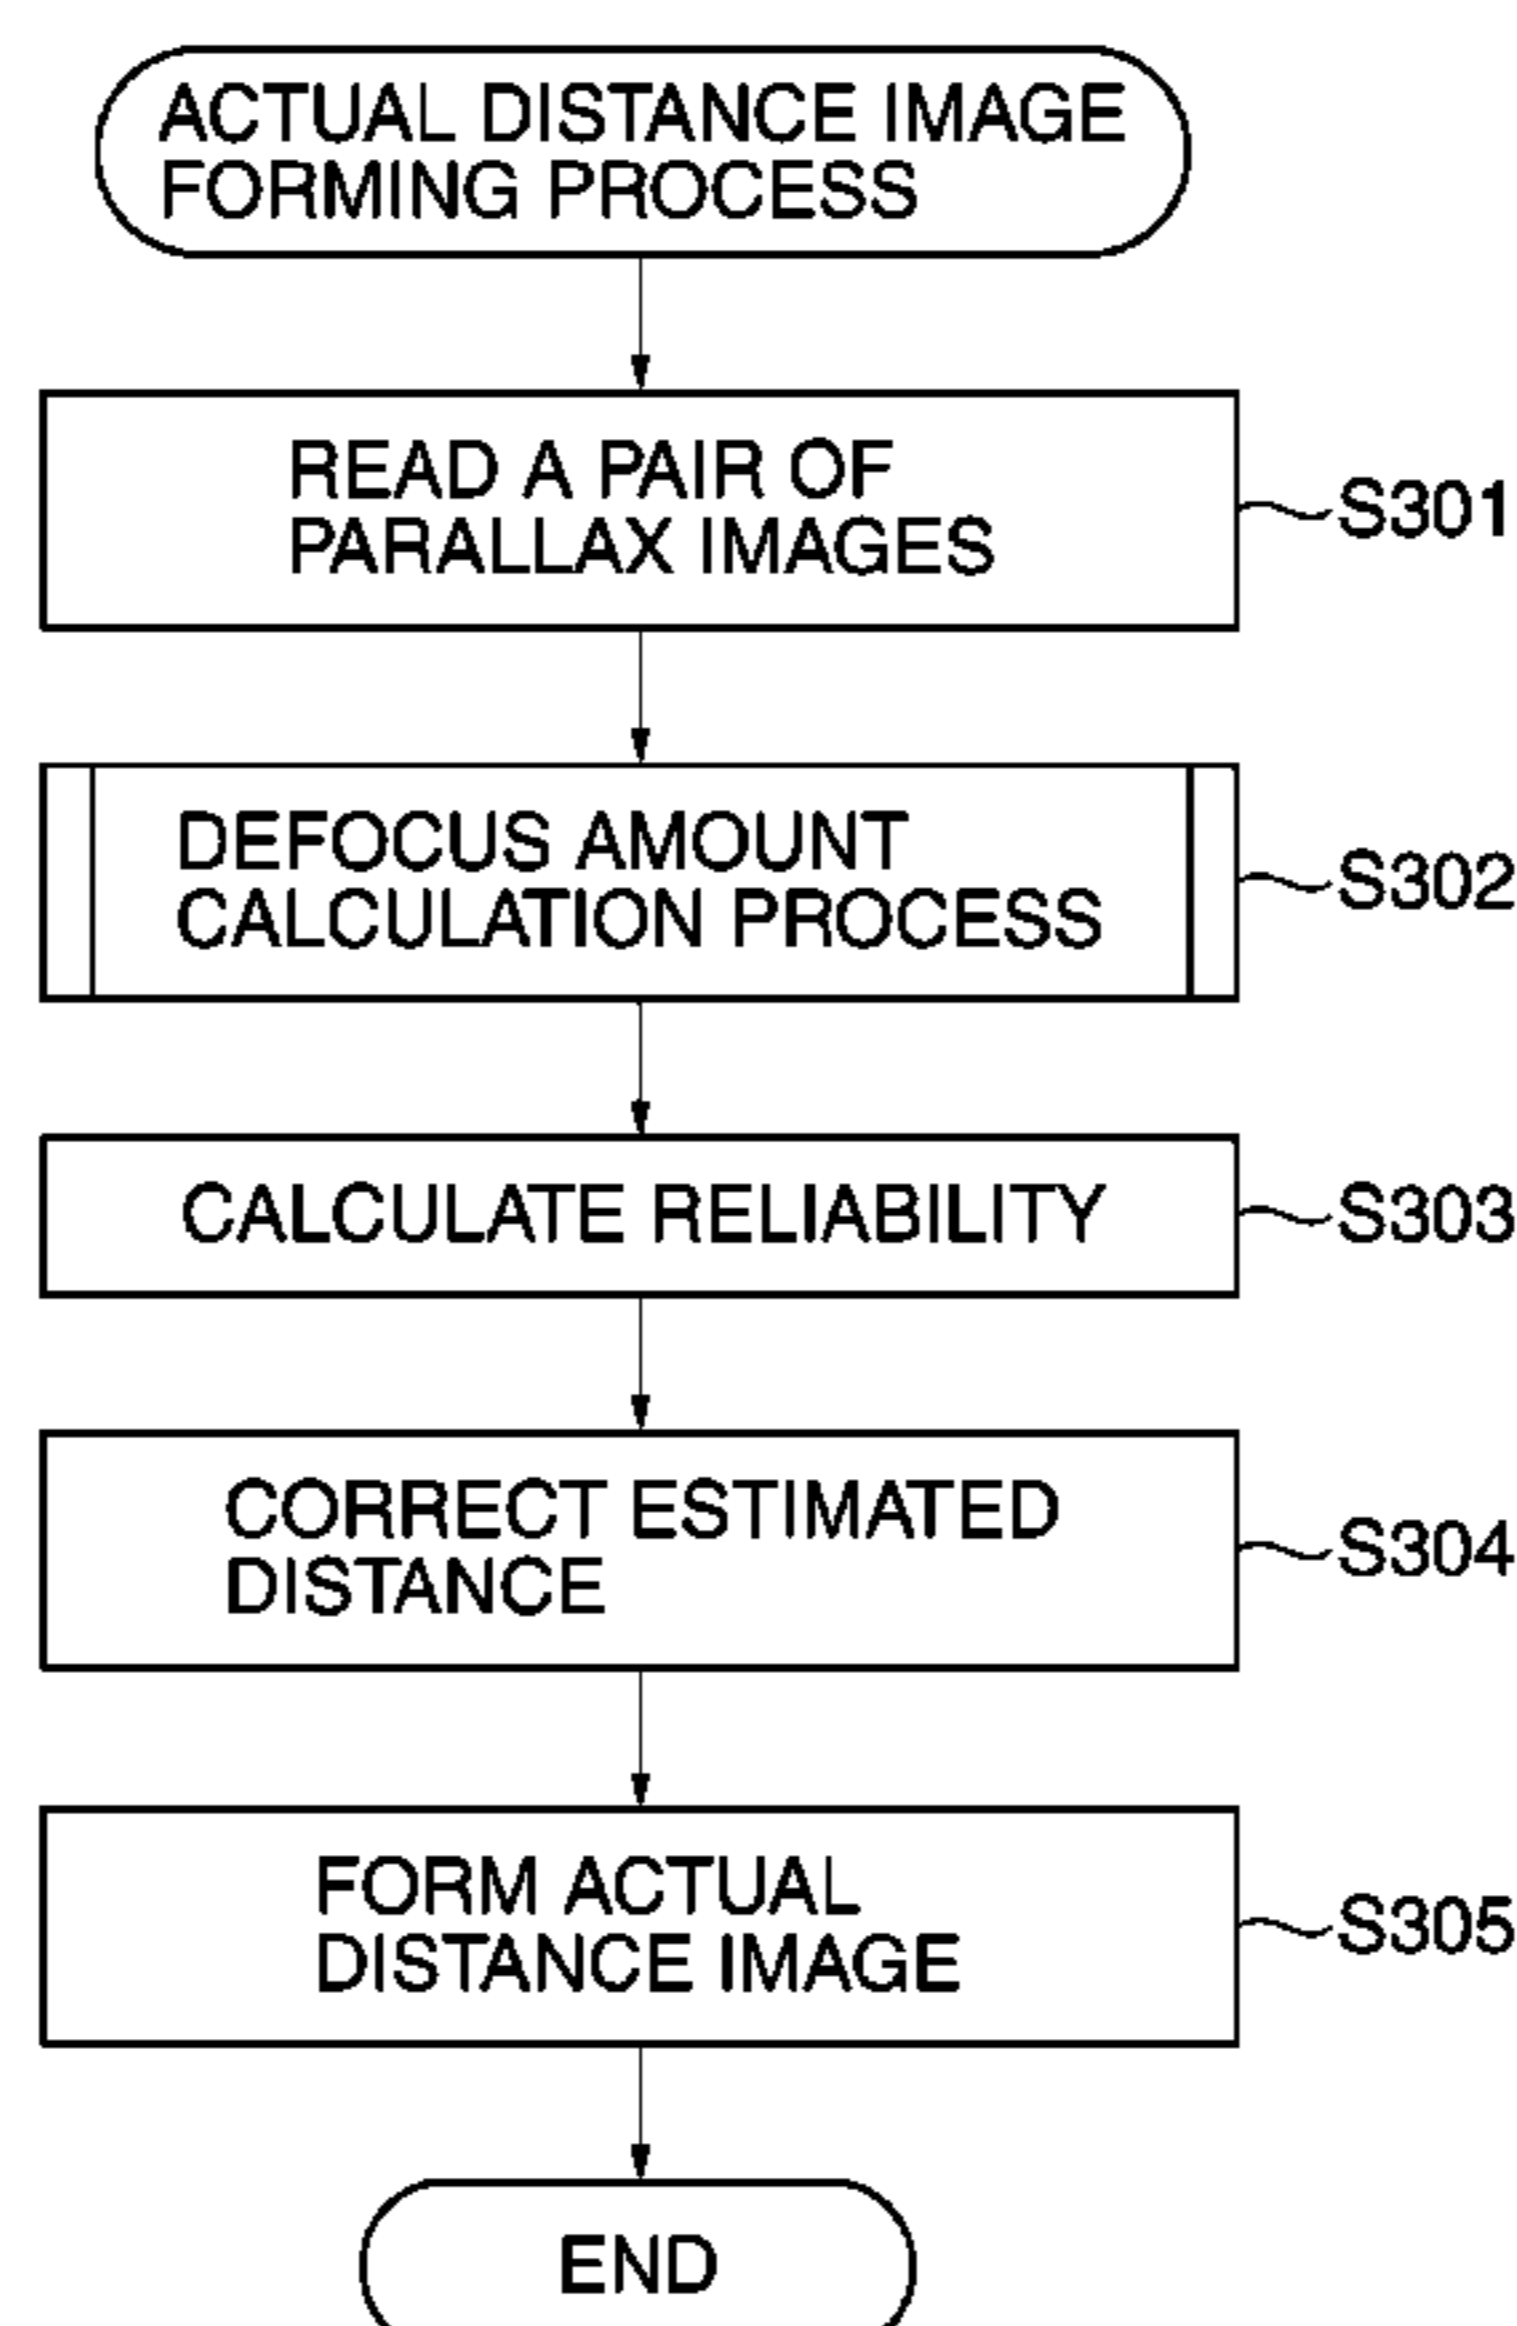 ACTUAL DISTANCE IMAGE
FORMING PROCESS
READ A PAIR OF
PARALLAX IMAGES
S301
DEFOCUS AMOUNT
CALCULATION PROCESS
S302
CALCULATE RELIABILITY
S303
CORRECT ESTIMATED
DISTANCE
S304
FORM ACTUAL
DISTANCE IMAGE
S305
END